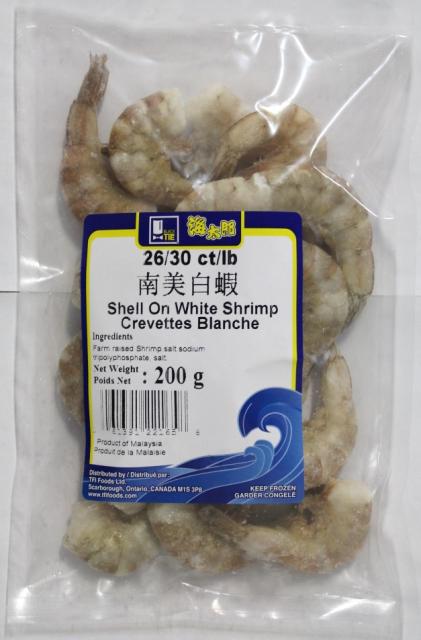 BLACK TIE
海太郎
26/30 ct/lb
南美白蝦
Shell On White Shrimp
Crevettes Blanche
Ingredients
Farm raised Shrimp, salt, sodium
tripolyphosphate, salt.
Net Weight
Poids Net : 200 g
Product of Malaysia
Produit de la Malaisie
Distributed by / Distribué par:
TFI Foods Ltd.
Scarborough, Ontario, CANADA M1S 3P8
www.tfifoods.com
KEEP FROZEN
GARDER CONGELÉ